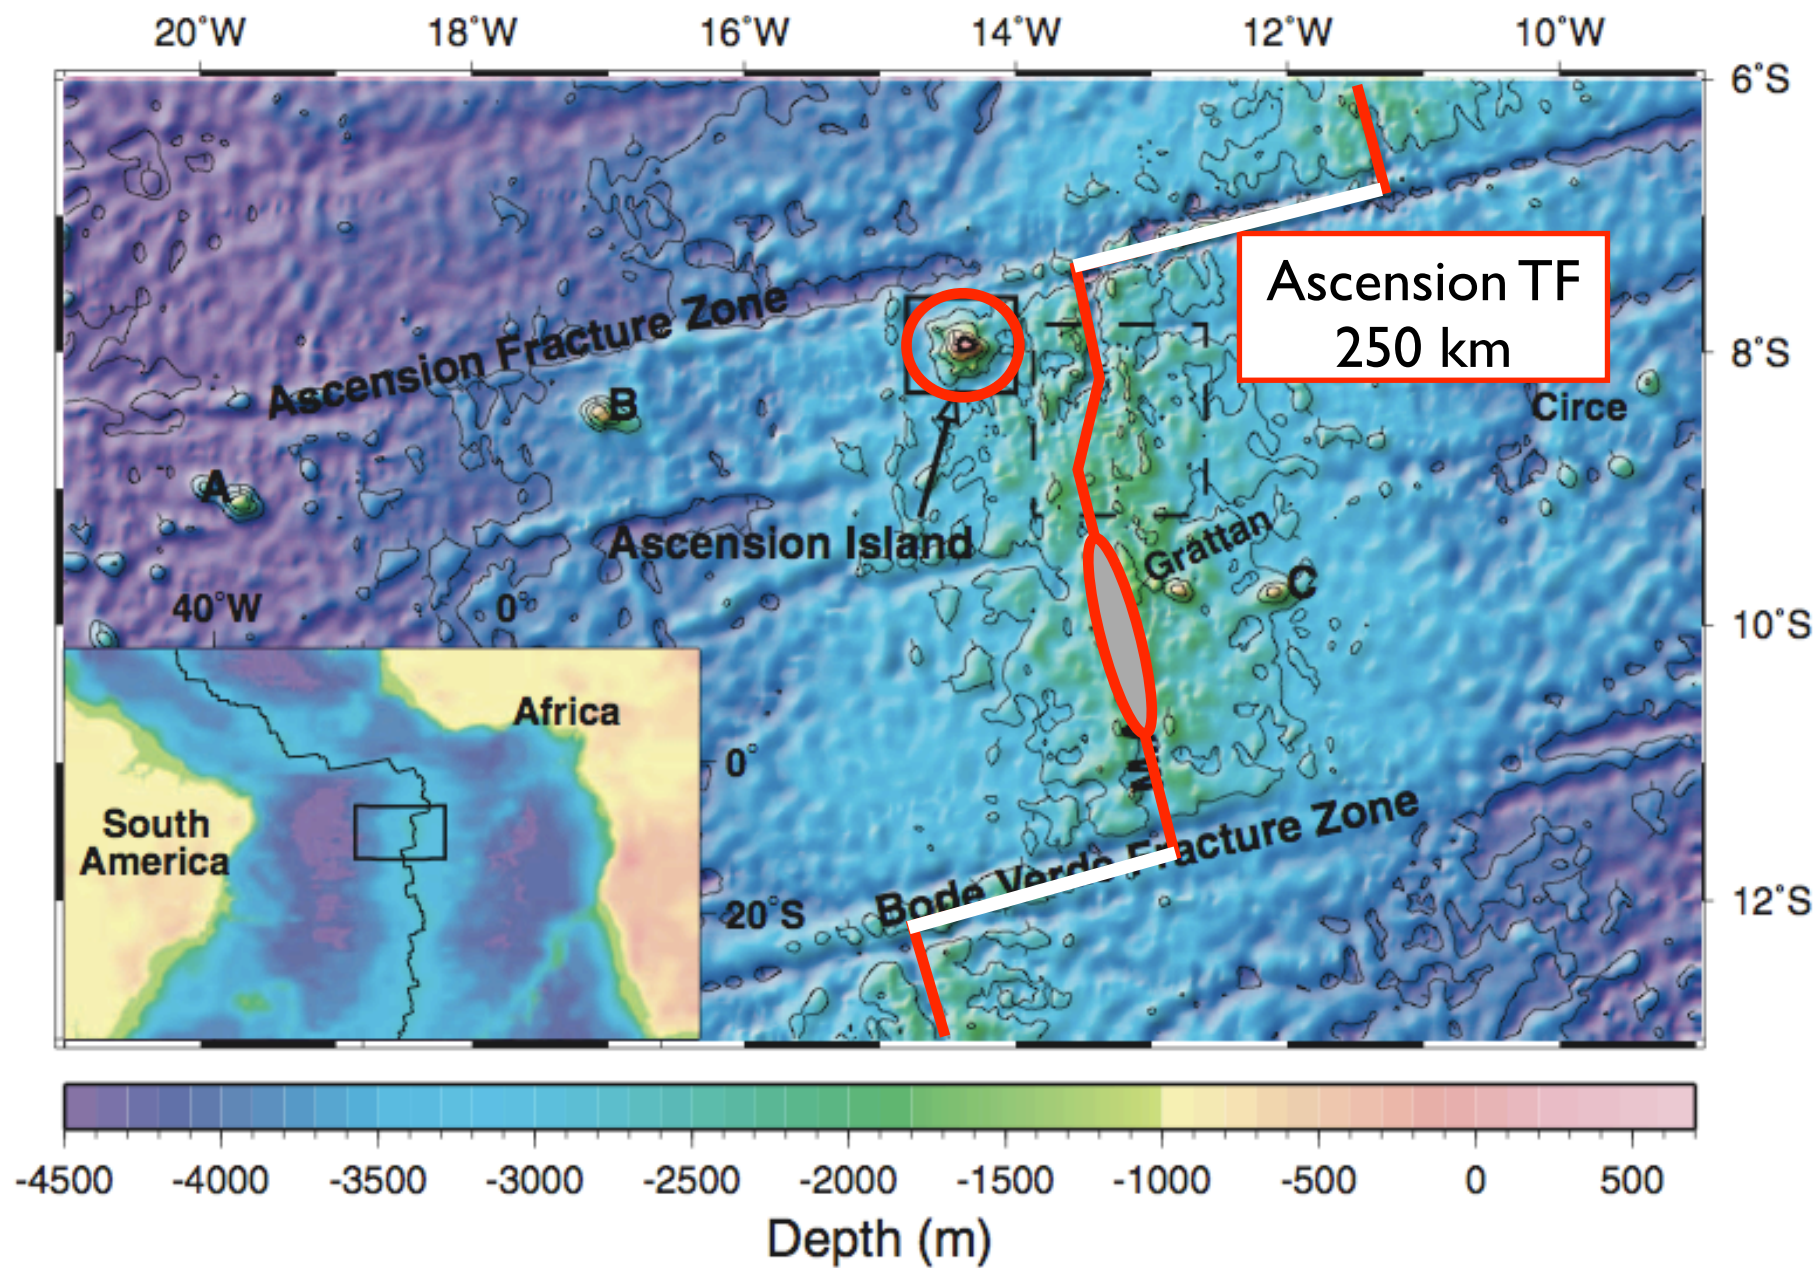 20°W 18°W 16°W 14°W 12°W 10°W
6°S
Ascension TF
250 km
8°S
Ascension Fracture Zone
B
Circe
A
Ascension Island
Grattan
C
40°W 0°
10°S
Africa
0°
South
America
Bode Verde Fracture Zone
20°S
12°S
-4500 -4000 -3500 -3000 -2500 -2000 -1500 -1000 -500 0 500
Depth (m)